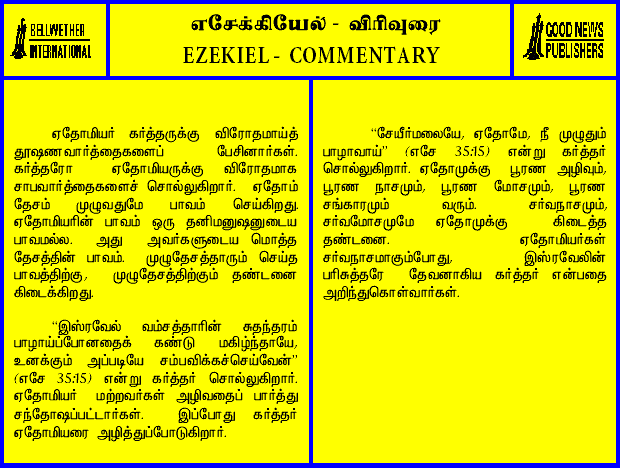 BELLWETHER
INTERNATIONAL
எசேக்கியேல் - விரிவுரை
EZEKIEL - COMMENTARY
GOOD NEWS
PUBLISHERS
ஏதோமியர் கர்த்தருக்கு விரோதமாய்த்
தூஷணவார்த்தைகளைப் பேசினார்கள்.
கர்த்தரோ ஏதோமியருக்கு விரோதமாக
சாபவார்த்தைகளைச் சொல்லுகிறார். ஏதோம்
தேசம் முழுவதுமே பாவம் செய்கிறது.
ஏதோமியரின் பாவம் ஒரு தனிமனுஷனுடைய
பாவமல்ல. அது அவர்களுடைய மொத்த
தேசத்தின் பாவம். முழுதேசத்தாரும் செய்த
பாவத்திற்கு, முழுதேசத்திற்கும் தண்டனை
கிடைக்கிறது.
“இஸ்ரவேல் வம்சத்தாரின் சுதந்தரம்
பாழாய்ப்போனதைக் கண்டு மகிழ்ந்தாயே,
உனக்கும் அப்படியே சம்பவிக்கச்செய்வேன்”
(எசே 35:15) என்று கர்த்தர் சொல்லுகிறார்.
ஏதோமியர் மற்றவர்கள் அழிவதைப் பார்த்து
சந்தோஷப்பட்டார்கள். இப்போது கர்த்தர்
ஏதோமியரை அழித்துப்போடுகிறார்.
“சேயீர்மலையே, ஏதோமே, நீ முழுதும்
பாழாவாய்” (எசே 35:15) என்று கர்த்தர்
சொல்லுகிறார். ஏதோமுக்கு பூரண அழிவும்,
பூரண நாசமும், பூரண மோசமும், பூரண
சங்காரமும் வரும். சர்வநாசமும்,
சர்வமோசமுமே ஏதோமுக்கு கிடைத்த
தண்டனை. ஏதோமியர்கள்
சர்வநாசமாகும்போது, இஸ்ரவேலின்
பரிசுத்தரே தேவனாகிய கர்த்தர் என்பதை
அறிந்துகொள்வார்கள்.